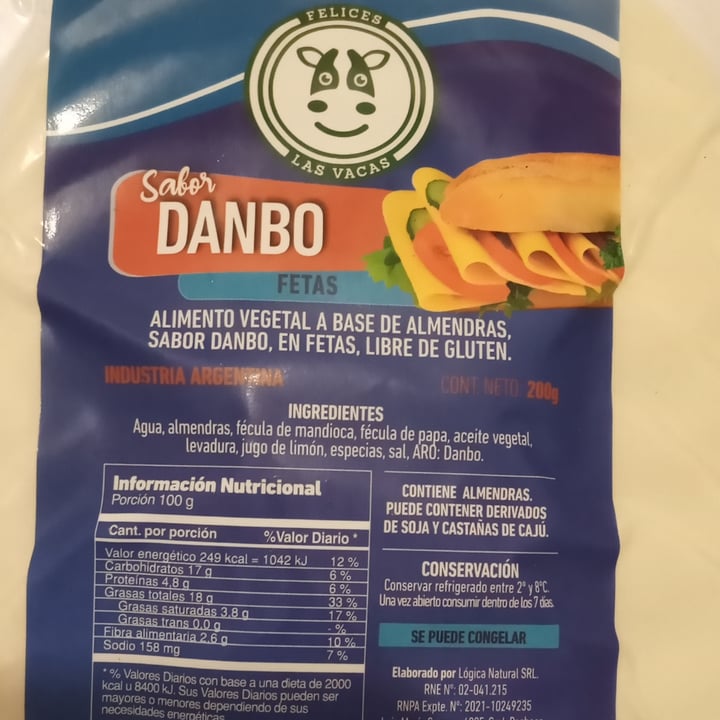 FELICES
LAS VACAS
Sabor
DANBO
FETAS
ALIMENTO VEGETAL A BASE DE ALMENDRAS,
SABOR DANBO, EN FETAS, LIBRE DE GLUTEN.
INDUSTRIA ARGENTINA
CONT. NETO 200g
INGREDIENTES
Agua, almendras, fécula de mandioca, fécula de papa, aceite vegetal,
levadura, jugo de limón, especias, sal, ARO: Danbo.
Información Nutricional
Porción 100 g
Cant. por porción %Valor Diario *
Valor energético 249 kcal = 1042 kJ 12 %
Carbohidratos 17 g 6 %
Proteínas 4,8 g 6 %
Grasas totales 18 g 33 %
Grasas saturadas 3,8 g 17 %
Grasas trans 0,0 g - %
Fibra alimentaria 2,6 g 10 %
Sodio 158 mg 7 %
* % Valores Diarios con base a una dieta de 2000
kcal u 8400 kJ. Sus Valores Diarios pueden ser
mayores o menores dependiendo de sus
necesidades energéticas.
CONTIENE ALMENDRAS.
PUEDE CONTENER DERIVADOS
DE SOJA Y CASTAÑAS DE CAJÚ.
CONSERVACIÓN
Conservar refrigerado entre 2° y 8°C.
Una vez abierto consumir dentro de los 7 días.
SE PUEDE CONGELAR
Elaborado por Lógica Natural SRL.
RNE N°: 02-041.215
RNPA Expte. N°: 2021-10249235